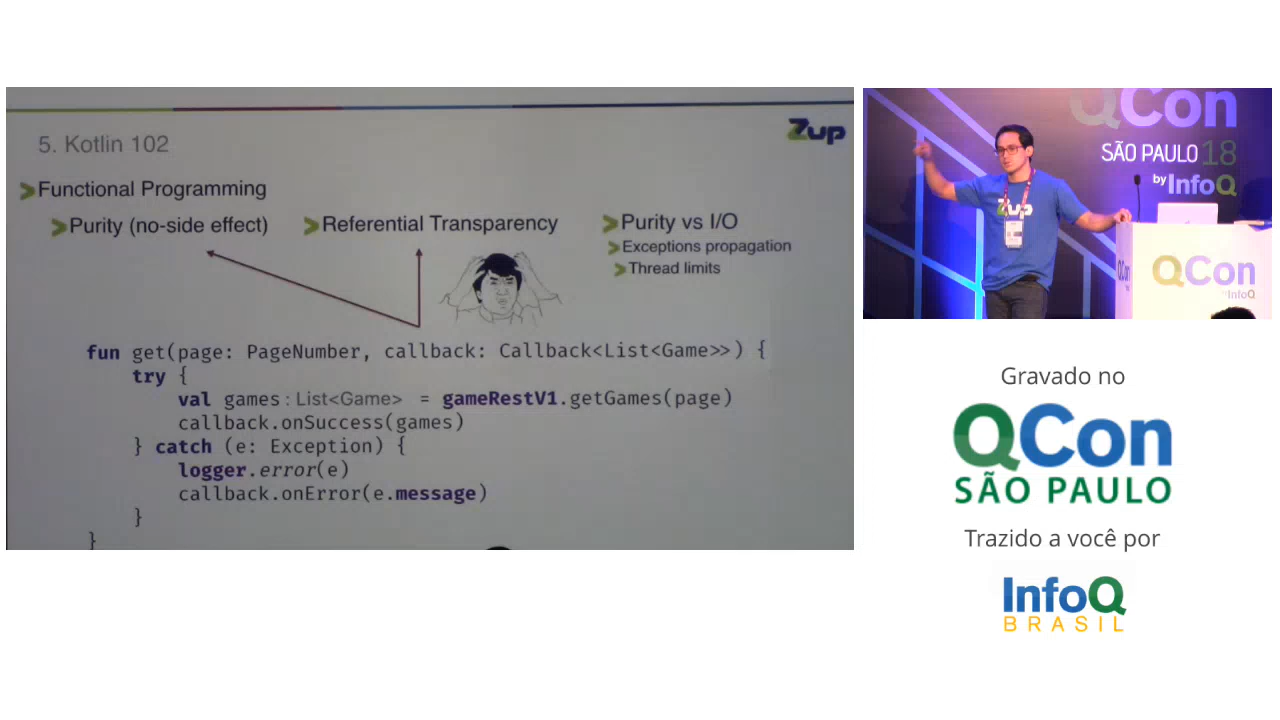 5. Kotlin 102
Zup
Functional Programming
Purity (no-side effect)
Referential Transparency
Purity vs I/O
Exceptions propagation
Thread limits
fun get(page: PageNumber, callback: Callback<List<Game>>) {
try {
val games : List<Game> = gameRestV1.getGames(page)
callback.onSuccess(games)
} catch (e: Exception) {
logger.error(e)
callback.onError(e.message)
}
}
QCon
SÃO PAULO 18
by InfoQ
Zup
QCon
QCon
by InfoQ
Gravado no
QCon
SÃO PAULO
Trazido a você por
InfoQ
BRASIL